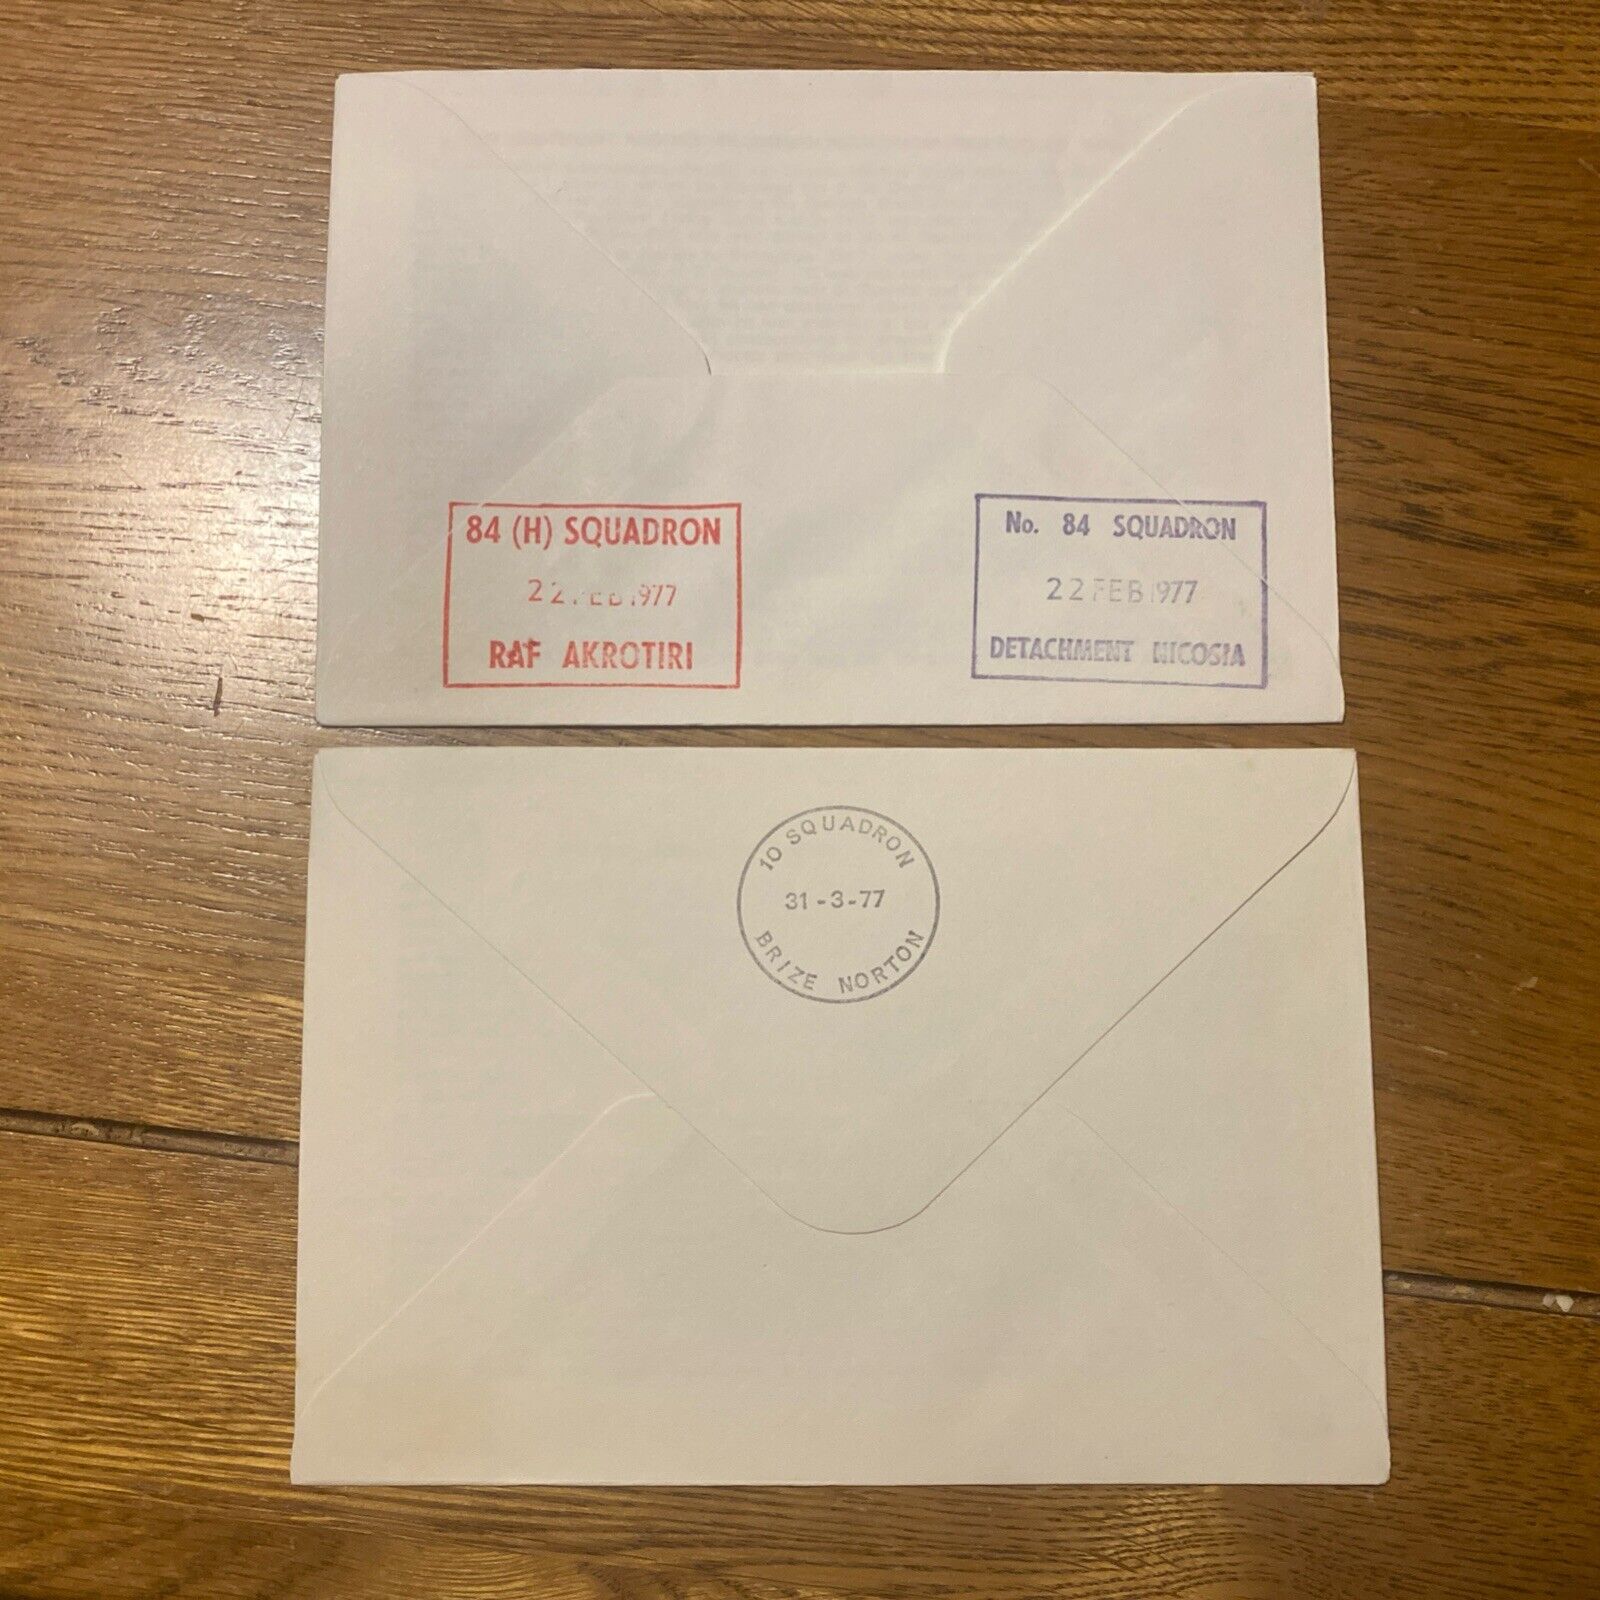 84 (H) SQUADRON
22 FEB 1977
RAF AKROTIRI
No. 84 SQUADRON
22 FEB 1977
DETACHMENT NICOSIA
10 SQUADRON
31-3-77
BRIZE NORTON